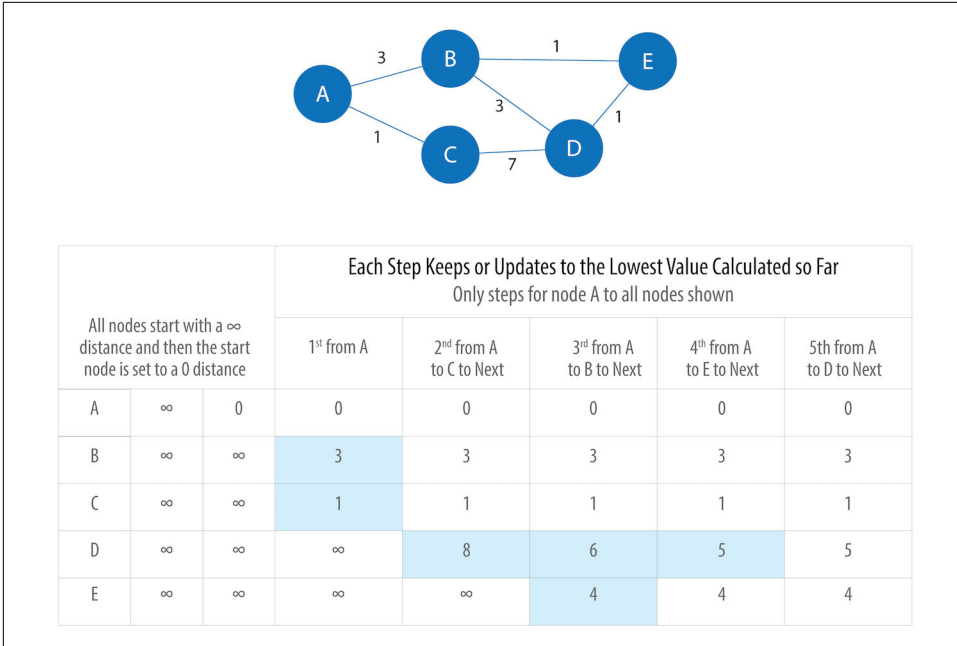 3
B
1
E
A
3
1
1
C
D
7
Each Step Keeps or Updates to the Lowest Value Calculated so Far
Only steps for node A to all nodes shown
All nodes start with a ∞
distance and then the start
node is set to a 0 distance
1st from A
2nd from A
to C to Next
3rd from A
to B to Next
4th from A
to E to Next
5th from A
to D to Next
A ∞ 0 0 0 0 0 0
B ∞ ∞ 3 3 3 3 3
C ∞ ∞ 1 1 1 1 1
D ∞ ∞ ∞ 8 6 5 5
E ∞ ∞ ∞ ∞ 4 4 4